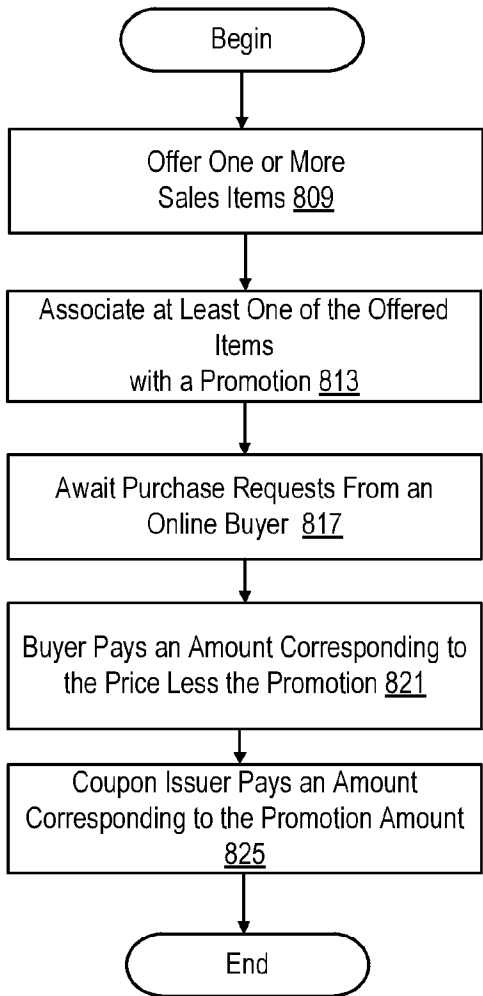 Begin
Offer One or More
Sales Items 809
Associate at Least One of the Offered
Items
with a Promotion 813
Await Purchase Requests From an
Online Buyer 817
Buyer Pays an Amount Corresponding to
the Price Less the Promotion 821
Coupon Issuer Pays an Amount
Corresponding to the Promotion Amount
825
End